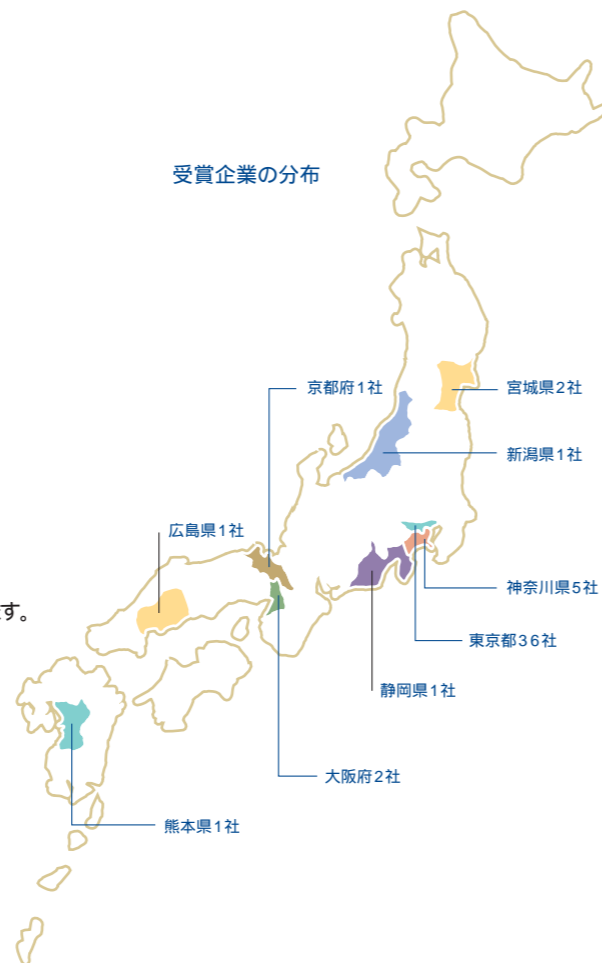 受賞企業の分布
京都府1社
宮城県2社
新潟県1社
広島県1社
神奈川県5社
す。
東京都36社
静岡県1社
大阪府2社
熊本県1社